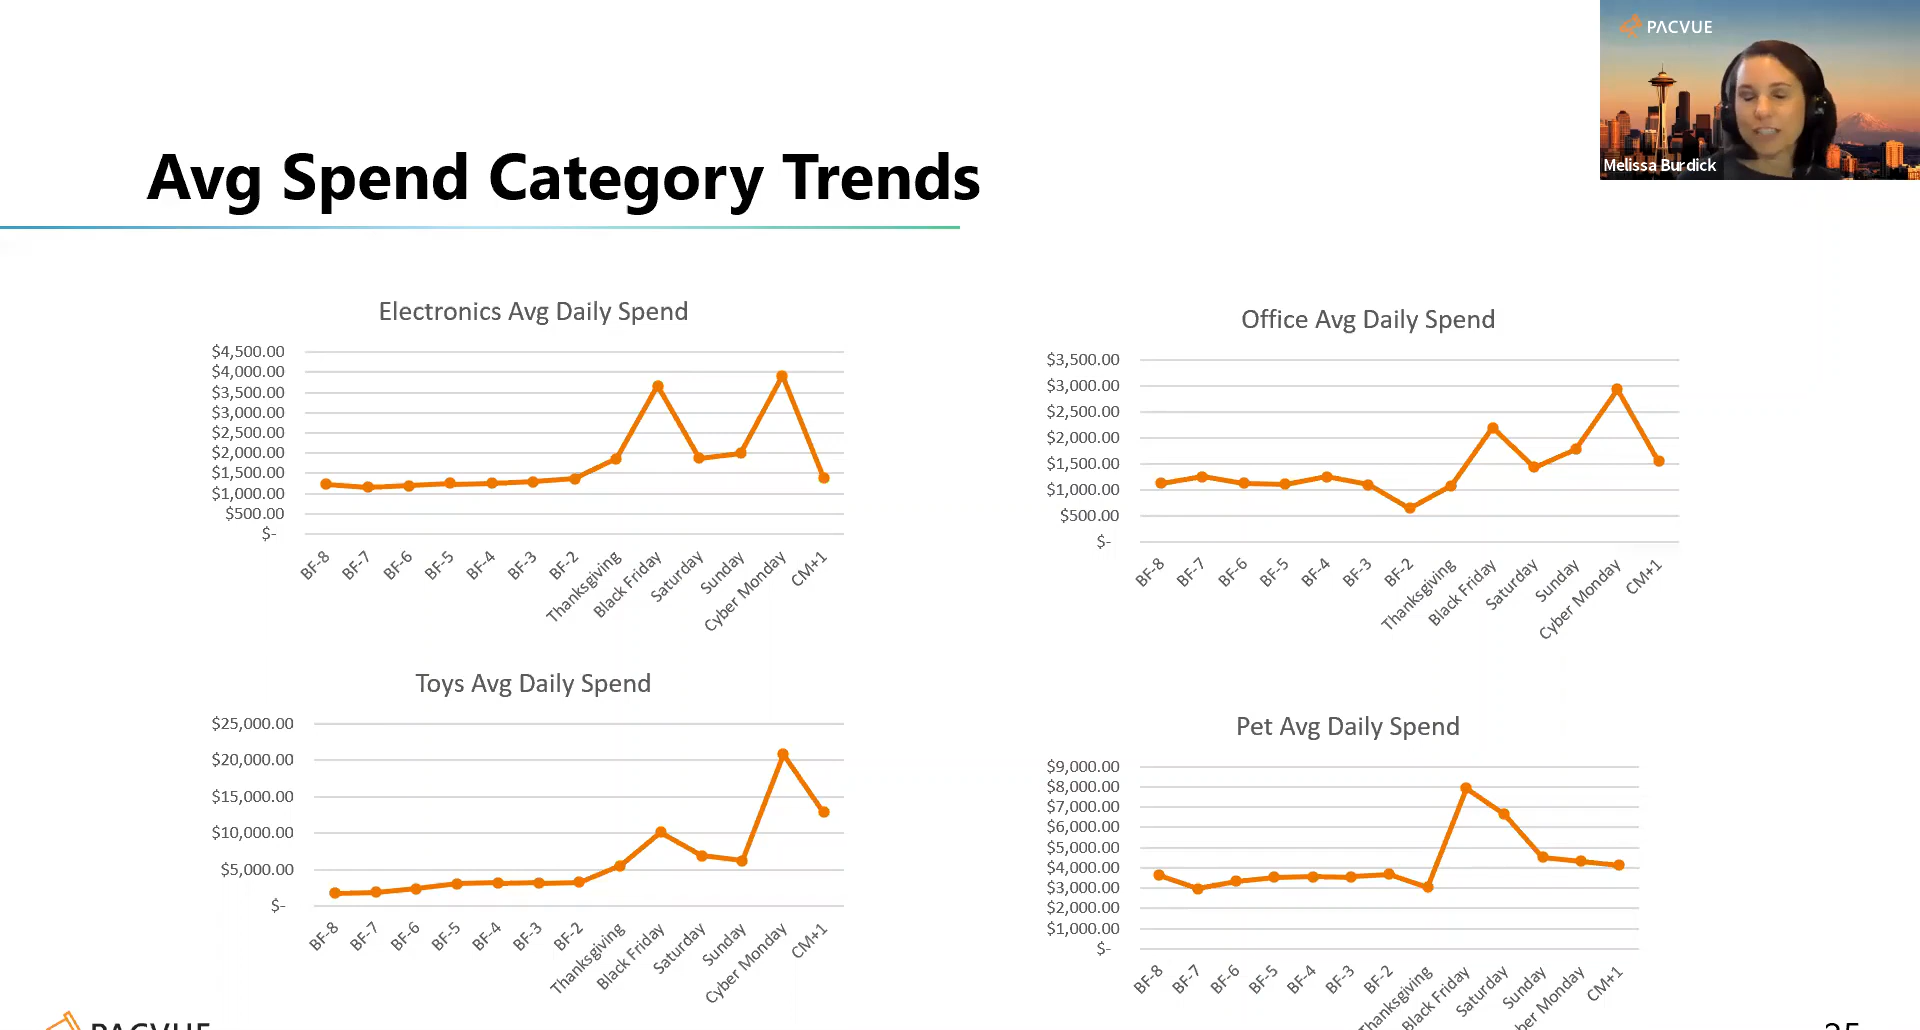 PACVUE
Melissa Burdick
Avg Spend Category Trends
Electronics Avg Daily Spend
$4,500.00
$4,000.00
$3,500.00
$3,000.00
$2,500.00
$2,000.00
$1,500.00
$1,000.00
$500.00
$-
BF-8
BF-7
BF-6
BF-5
BF-4
BF-3
BF-2
Thanksgiving
Black Friday
Saturday
Sunday
Cyber Monday
CM+1
Office Avg Daily Spend
$3,500.00
$3,000.00
$2,500.00
$2,000.00
$1,500.00
$1,000.00
$500.00
$-
BF-8
BF-7
BF-6
BF-5
BF-4
BF-3
BF-2
Thanksgiving
Black Friday
Saturday
Sunday
Cyber Monday
CM+1
Toys Avg Daily Spend
$25,000.00
$20,000.00
$15,000.00
$10,000.00
$5,000.00
$-
BF-8
BF-7
BF-6
BF-5
BF-4
BF-3
BF-2
Thanksgiving
Black Friday
Saturday
Sunday
Cyber Monday
CM+1
Pet Avg Daily Spend
$9,000.00
$8,000.00
$7,000.00
$6,000.00
$5,000.00
$4,000.00
$3,000.00
$2,000.00
$1,000.00
$-
BF-8
BF-7
BF-6
BF-5
BF-4
BF-3
BF-2
Thanksgiving
Black Friday
Saturday
Sunday
ber Monday
CM+1
PACVUE